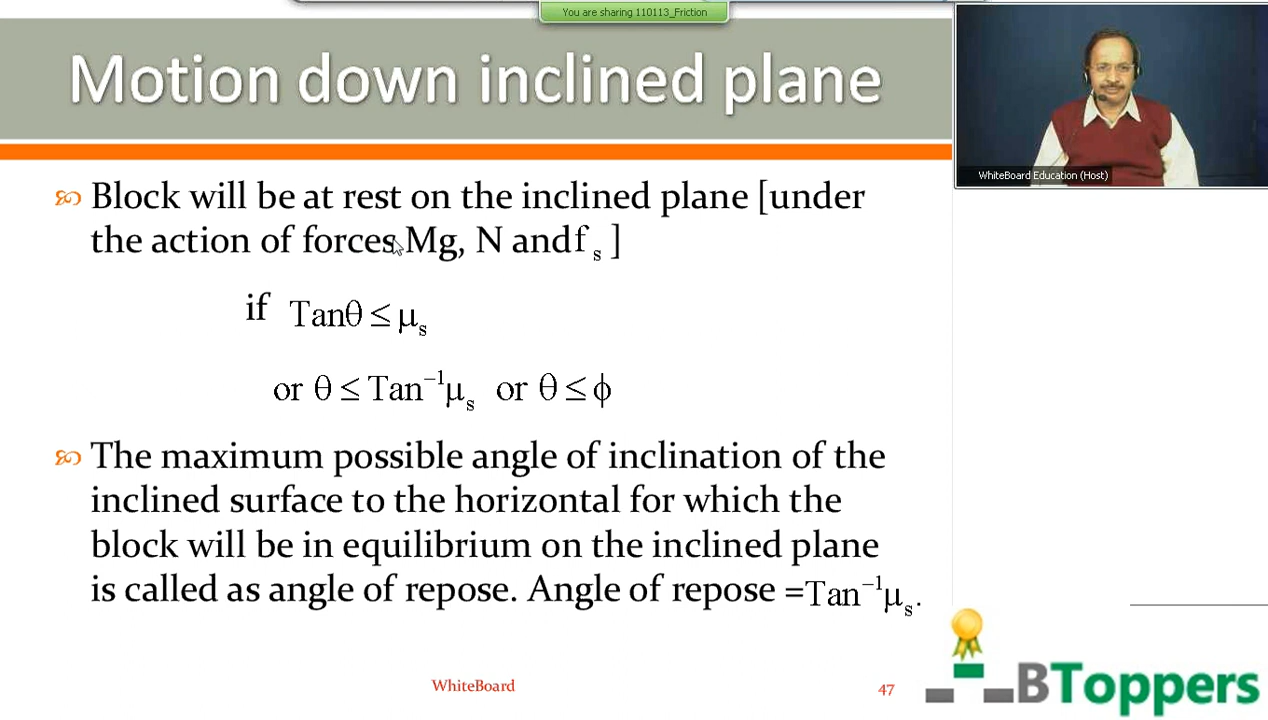 You are sharing 110113_Friction
Motion down inclined plane
WhiteBoard Education (Host)
Block will be at rest on the inclined plane [under
the action of forces Mg, N and fₛ ]
if Tanθ ≤ μₛ
or θ ≤ Tan⁻¹μₛ or θ ≤ ϕ
The maximum possible angle of inclination of the
inclined surface to the horizontal for which the
block will be in equilibrium on the inclined plane
is called as angle of repose. Angle of repose =Tan⁻¹μₛ.
WhiteBoard
47
BToppers